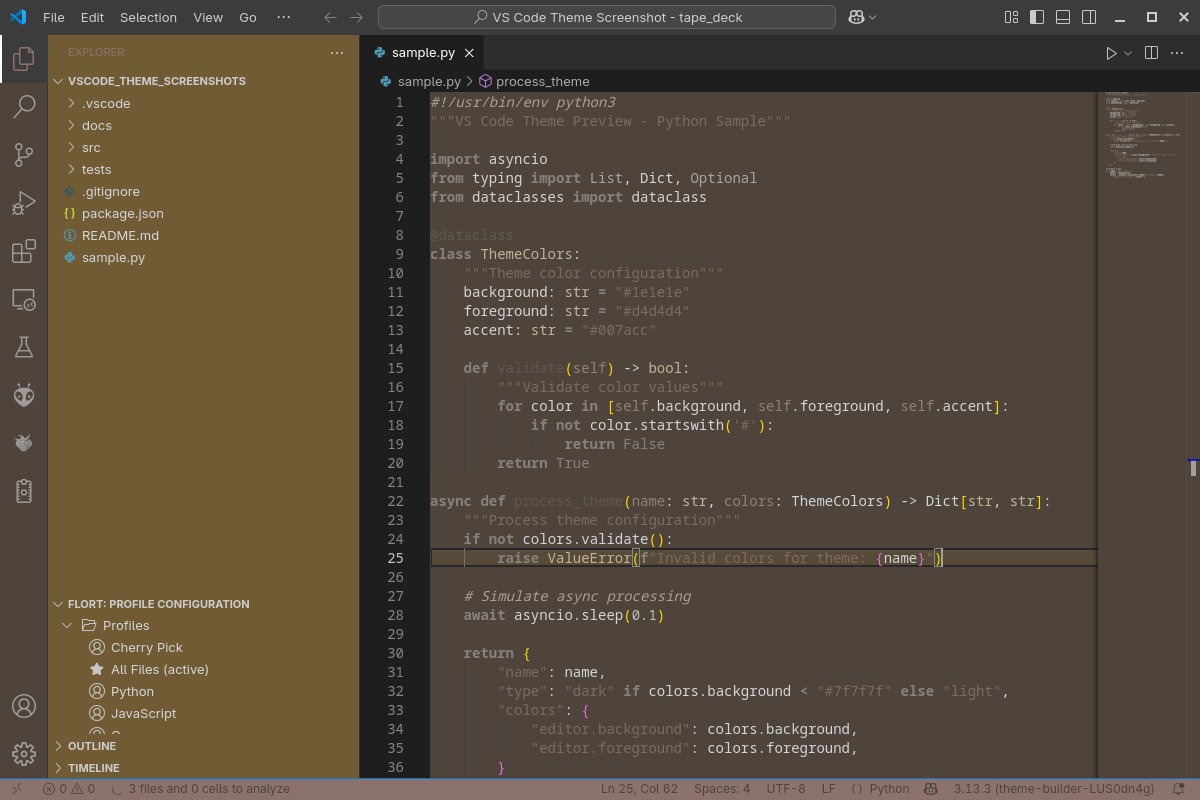 File Edit Selection View Go ···
VS Code Theme Screenshot - tape_deck
EXPLORER
VSCODE_THEME_SCREENSHOTS
.vscode
docs
src
tests
.gitignore
package.json
README.md
sample.py
FLORT: PROFILE CONFIGURATION
Profiles
Cherry Pick
All Files (active)
Python
JavaScript
OUTLINE
TIMELINE
sample.py
sample.py > process_theme
1 #!/usr/bin/env python3
2 """VS Code Theme Preview - Python Sample"""
3
4 import asyncio
5 from typing import List, Dict, Optional
6 from dataclasses import dataclass
7
8 @dataclass
9 class ThemeColors:
10 """Theme color configuration"""
11 background: str = "#1e1e1e"
12 foreground: str = "#d4d4d4"
13 accent: str = "#007acc"
14
15 def validate(self) -> bool:
16 """Validate color values"""
17 for color in [self.background, self.foreground, self.accent]:
18 if not color.startswith('#'):
19 return False
20 return True
21
22 async def process_theme(name: str, colors: ThemeColors) -> Dict[str, str]:
23 """Process theme configuration"""
24 if not colors.validate():
25 raise ValueError(f"Invalid colors for theme: {name}")
26
27 # Simulate async processing
28 await asyncio.sleep(0.1)
29
30 return {
31 "name": name,
32 "type": "dark" if colors.background < "#7f7f7f" else "light",
33 "colors": {
34 "editor.background": colors.background,
35 "editor.foreground": colors.foreground,
36 }
0 0 3 files and 0 cells to analyze Ln 25, Col 62 Spaces: 4 UTF-8 LF {} Python 3.13.3 (theme-builder-LUS0dn4g)